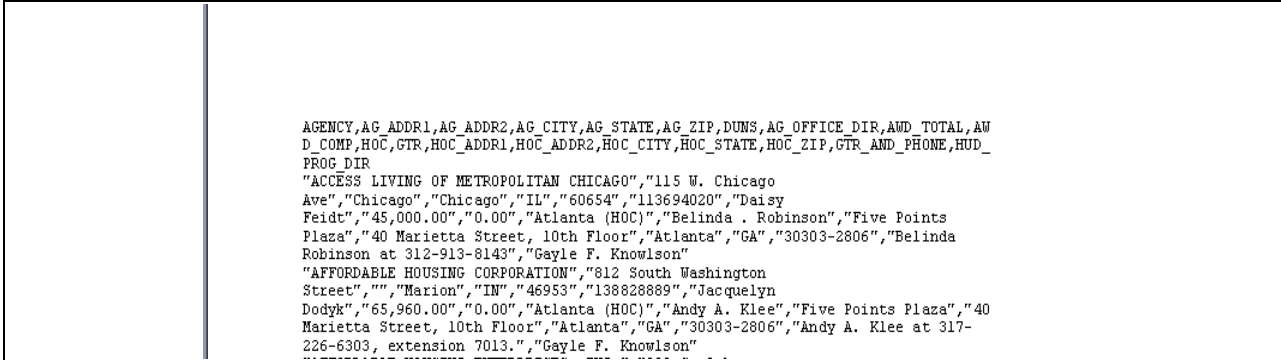 AGENCY,AG_ADDR1,AG_ADDR2,AG_CITY,AG_STATE,AG_ZIP,DUNS,AG_OFFICE_DIR,AWD_TOTAL,AW
D_COMP,HOC,GTR,HOC_ADDR1,HOC_ADDR2,HOC_CITY,HOC_STATE,HOC_ZIP,GTR_AND_PHONE,HUD_
PROG_DIR
"ACCESS LIVING OF METROPOLITAN CHICAGO","115 W. Chicago
Ave","Chicago","Chicago","IL","60654","113694020","Daisy
Feidt","45,000.00","0.00","Atlanta (HOC)","Belinda . Robinson","Five Points
Plaza","40 Marietta Street, 10th Floor","Atlanta","GA","30303-2806","Belinda
Robinson at 312-913-8143","Gayle F. Knowlson"
"AFFORDABLE HOUSING CORPORATION","812 South Washington
Street","","Marion","IN","46953","138828889","Jacquelyn
Dodyk","65,960.00","0.00","Atlanta (HOC)","Andy A. Klee","Five Points Plaza","40
Marietta Street, 10th Floor","Atlanta","GA","30303-2806","Andy A. Klee at 317-
226-6303, extension 7013.","Gayle F. Knowlson"